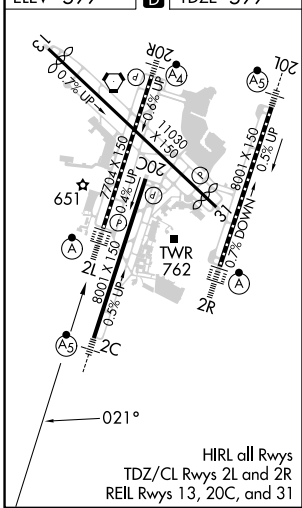 ELEV 599 D TDZE 599
13
20R
A4
20L
A5
P
0.7% UP
0.6% UP
11030 X 150
7704 X 150
8001 X 150
0.5% UP
651
20C
P
0.4% UP
P
P
31
0.7% DOWN
A
2L
TWR
762
8001 X 150
0.5% UP
2R
A
A5
2C
021°
HIRL all Rwys
TDZ/CL Rwys 2L and 2R
REIL Rwys 13, 20C, and 31